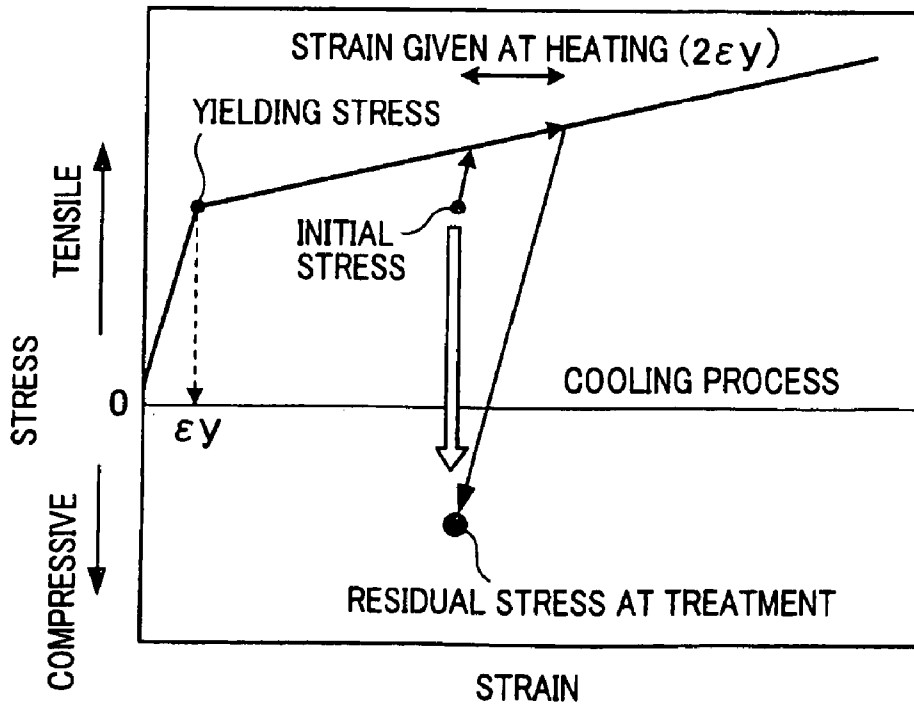 STRAIN GIVEN AT HEATING (2εy)
YIELDING STRESS
INITIAL
STRESS
TENSILE
STRESS
0
εy
COOLING PROCESS
COMPRESSIVE
RESIDUAL STRESS AT TREATMENT
STRAIN